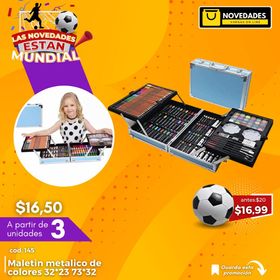 LAS NOVEDADES
ESTAN
MUNDIAL
NOVEDADES
$16,50
A partir de
unidades 3
cod. 145
Maletin metalico de
colores 32*23 73*32
antes $20
$16,99
Guarda esta
promoción